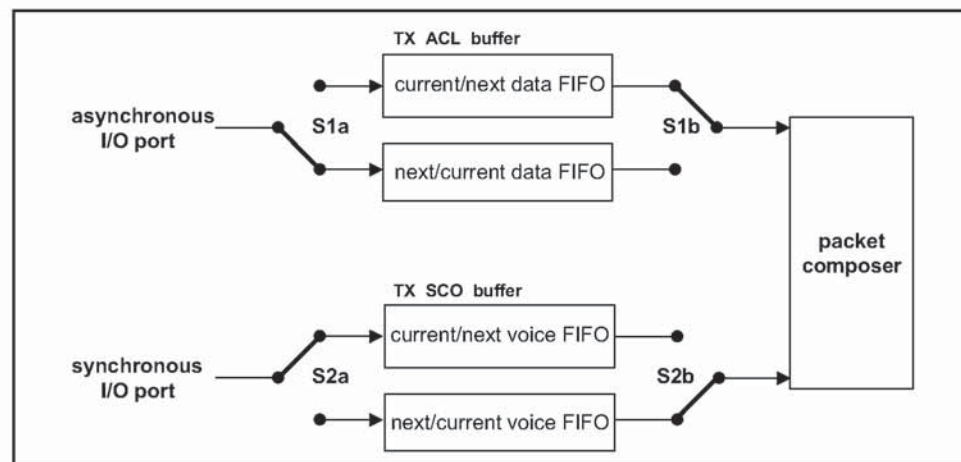 TX ACL buffer
current/next data FIFO
asynchronous
I/O port
S1a
S1b
next/current data FIFO
packet
composer
TX SCO buffer
current/next voice FIFO
synchronous
I/O port
S2a
S2b
next/current voice FIFO